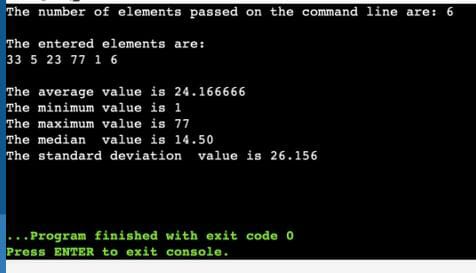 The number of elements passed on the command line are: 6
The entered elements are:
33 5 23 77 1 6
The average value is 24.166666
The minimum value is 1
The maximum value is 77
The median  value is 14.50
The standard deviation  value is 26.156
...Program finished with exit code 0
Press ENTER to exit console.